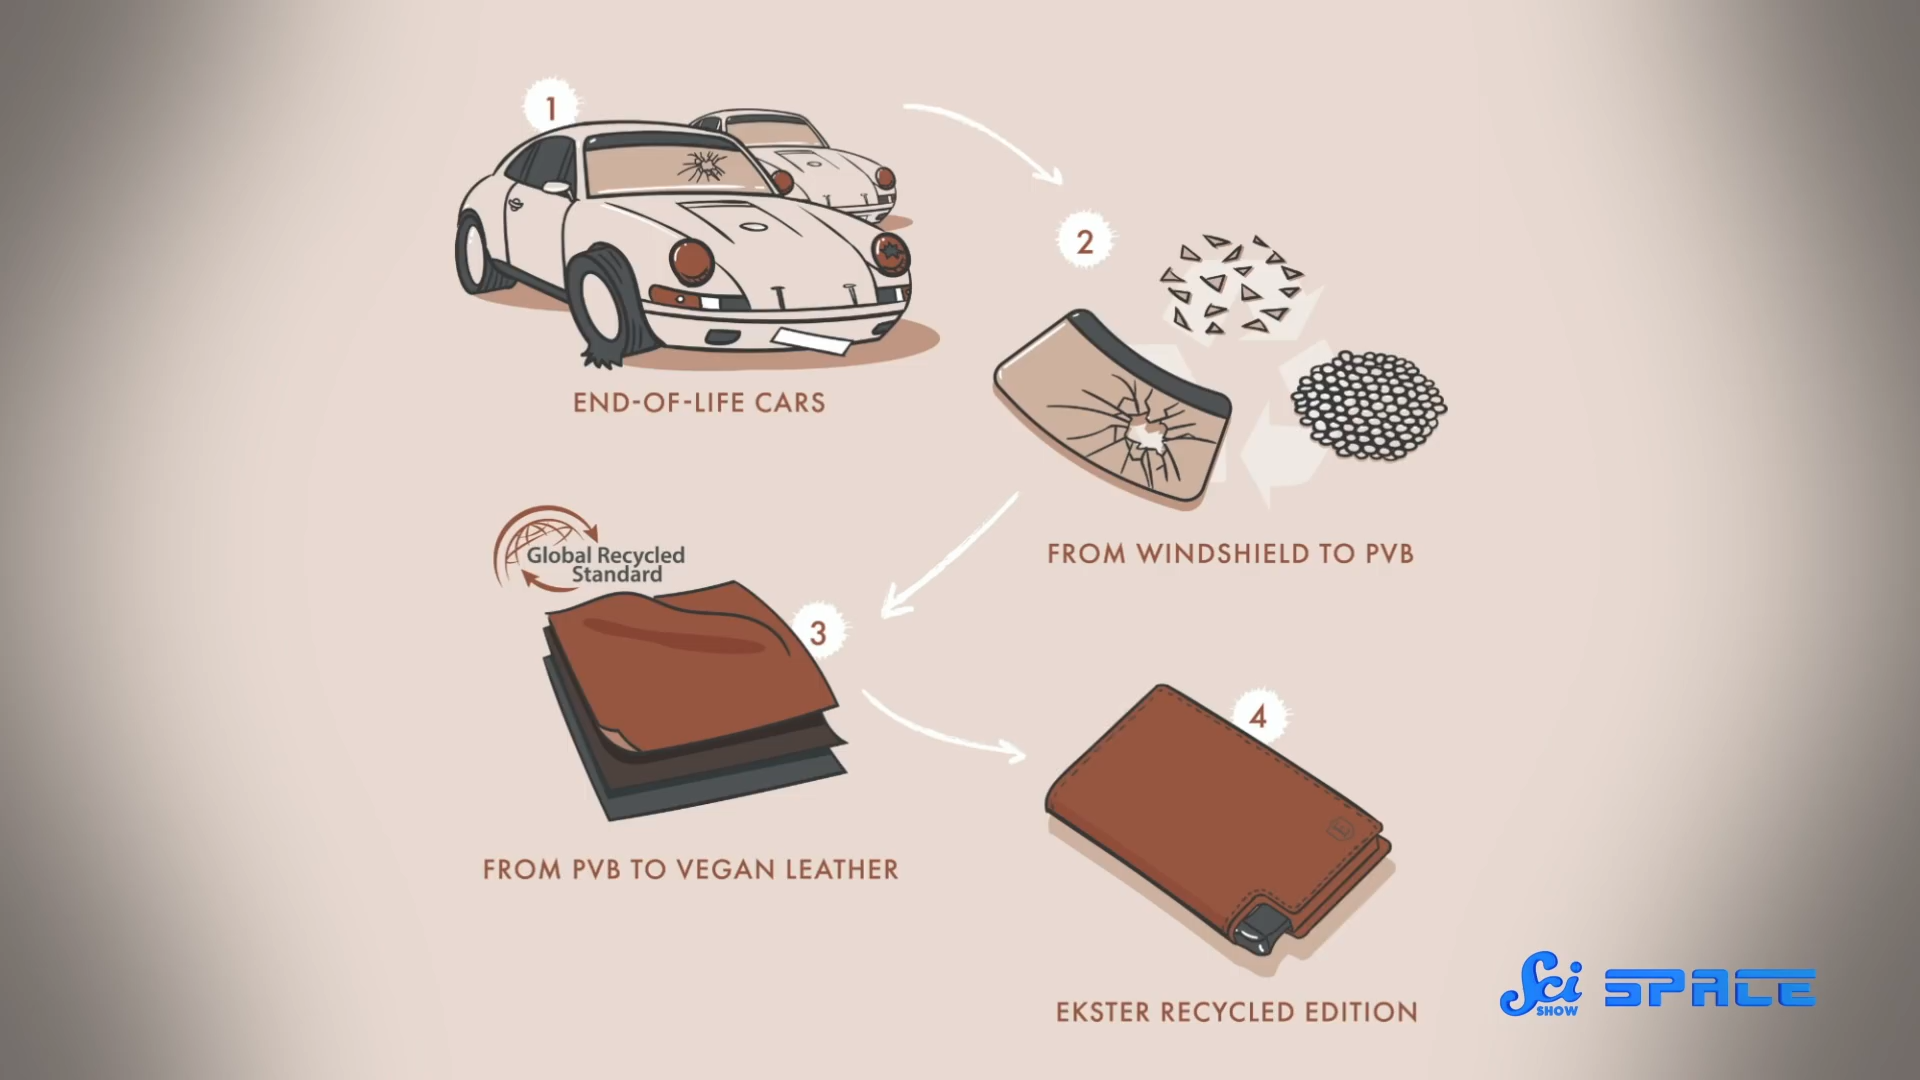 1
END-OF-LIFE CARS
2
FROM WINDSHIELD TO PVB
Global Recycled
Standard
3
FROM PVB TO VEGAN LEATHER
4
EKSTER RECYCLED EDITION
Sci
SHOW
SPACE